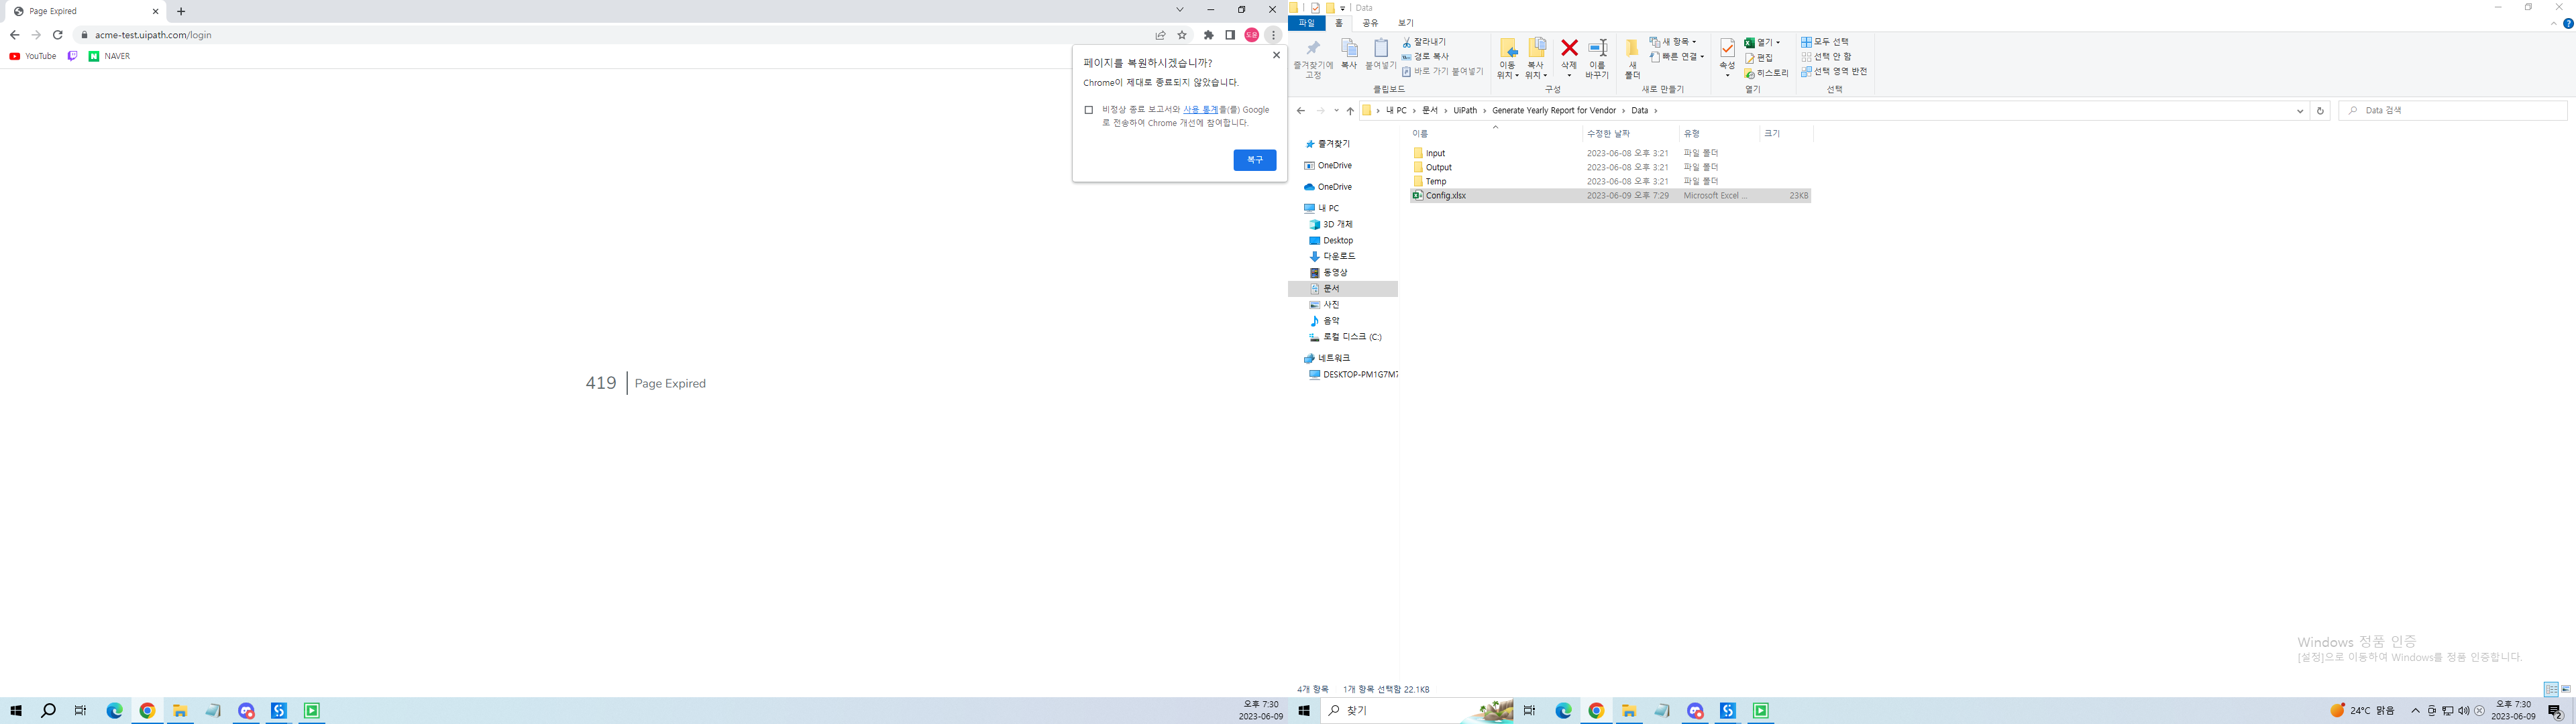 Page Expired
acme-test.uipath.com/login
도윤
YouTube
NAVER
페이지를 복원하시겠습니까?
Chrome이 제대로 종료되지 않았습니다.
비정상 종료 보고서와 사용 통계를(를) Google
로 전송하여 Chrome 개선에 참여합니다.
복구
419 Page Expired
오후 7:30
2023-06-09
Data
파일 홈 공유 보기
즐겨찾기에 고정
복사
붙여넣기
잘라내기
경로 복사
바로 가기 붙여넣기
클립보드
이동 위치
복사 위치
삭제
이름 바꾸기
구성
새 폴더
새 항목
빠른 연결
새로 만들기
속성
열기
편집
히스토리
열기
모두 선택
선택 안 함
선택 영역 반전
선택
내 PC › 문서 › UiPath › Generate Yearly Report for Vendor › Data ›
Data 검색
즐겨찾기
OneDrive
OneDrive
내 PC
3D 개체
Desktop
다운로드
동영상
문서
사진
음악
로컬 디스크 (C:)
네트워크
DESKTOP-PM1G7M7
이름 수정한 날짜 유형 크기
Input 2023-06-08 오후 3:21 파일 폴더
Output 2023-06-08 오후 3:21 파일 폴더
Temp 2023-06-08 오후 3:21 파일 폴더
Config.xlsx 2023-06-09 오후 7:29 Microsoft Excel ... 23KB
Windows 정품 인증
[설정]으로 이동하여 Windows를 정품 인증합니다.
4개 항목 1개 항목 선택함 22.1KB
찾기
24°C 맑음
오후 7:30
2023-06-09
2